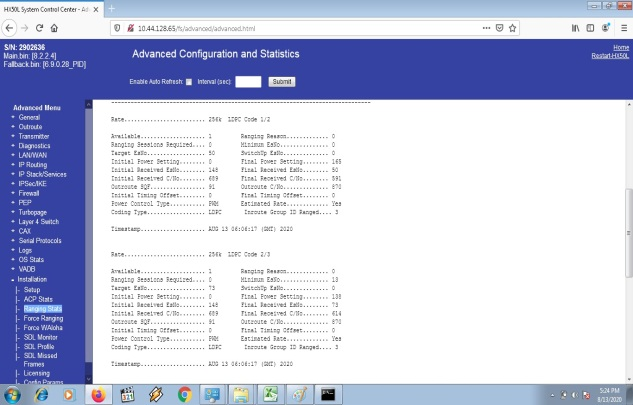 HX50L System Control Center - Adv X
10.44.128.65/fs/advanced/advanced.html
S/N: 2902636
Main.bin: [8.2.2.4]
Fallback.bin: [6.9.0.28_PID]
Advanced Configuration and Statistics
Home
Restart-HX50L
Enable Auto Refresh: Interval (sec): Submit
Advanced Menu
+ General
+ Outroute
+ Transmitter
+ Diagnostics
+ LAN/WAN
+ IP Routing
+ IP Stack/Services
+ IPSec/IKE
+ Firewall
+ PEP
+ Turbopage
+ Layer 4 Switch
+ CAX
+ Serial Protocols
+ Logs
+ OS Stats
+ VADB
- Installation
|- Setup
|- ACP Stats
|- Ranging Stats
|- Force Ranging
|- Force WAloha
|- SDL Monitor
|- SDL Profile
|- SDL Missed
Frames
|- Licensing
|- Config Params
Rate........................ 256k LDPC Code 1/2
Available................... 1 Ranging Reason............. 0
Ranging Sessions Required.... 0 Minimum EsNo............... 0
Target EsNo................. 50 SwitchUp EsNo.............. 0
Initial Power Setting....... 0 Final Power Setting........ 165
Initial Received EsNo....... 148 Final Received EsNo........ 50
Initial Received C/No....... 689 Final Received C/No........ 591
Outroute SQF................ 91 Outroute C/No.............. 870
Initial Timing Offset....... 0 Final Timing Offset........ 0
Power Control Type.......... PWM Estimated Rate............. Yes
Coding Type................. LDPC Inroute Group ID Ranged.... 3
Timestamp................... AUG 13 06:08:17 (GMT) 2020
Rate........................ 256k LDPC Code 2/3
Available................... 1 Ranging Reason............. 0
Ranging Sessions Required.... 0 Minimum EsNo............... 18
Target EsNo................. 73 SwitchUp EsNo.............. 0
Initial Power Setting....... 0 Final Power Setting........ 138
Initial Received EsNo....... 148 Final Received EsNo........ 73
Initial Received C/No....... 689 Final Received C/No........ 614
Outroute SQF................ 91 Outroute C/No.............. 870
Initial Timing Offset....... 0 Final Timing Offset........ 0
Power Control Type.......... PWM Estimated Rate............. Yes
Coding Type................. LDPC Inroute Group ID Ranged.... 3
Timestamp................... AUG 13 06:08:17 (GMT) 2020
5:24 PM
8/13/2020